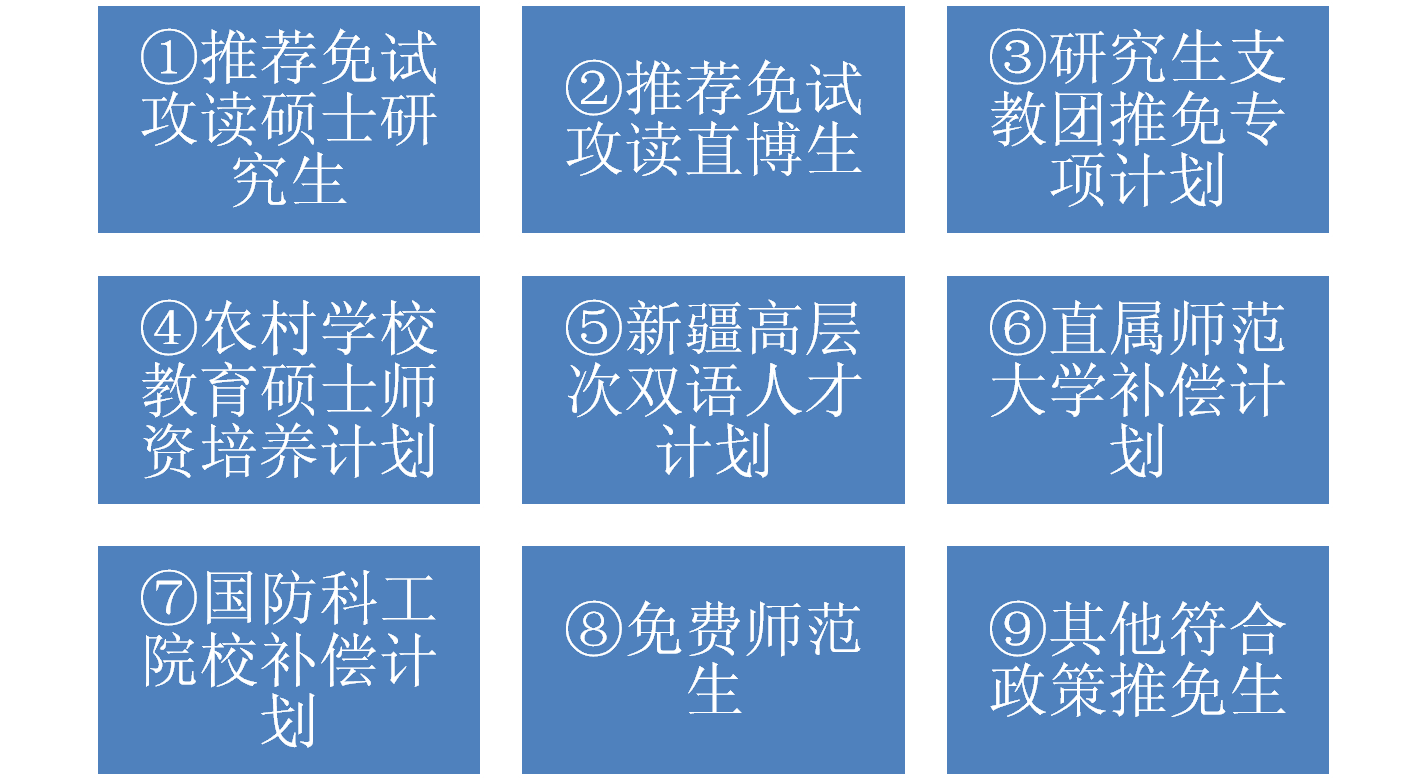 ①推荐免试
攻读硕士研
究生
②推荐免试
攻读直博生
③研究生支
教团推免专
项计划
④农村学校
教育硕士师
资培养计划
⑤新疆高层
次双语人才
计划
⑥直属师范
大学补偿计
划
⑦国防科工
院校补偿计
划
⑧免费师范
生
⑨其他符合
政策推免生